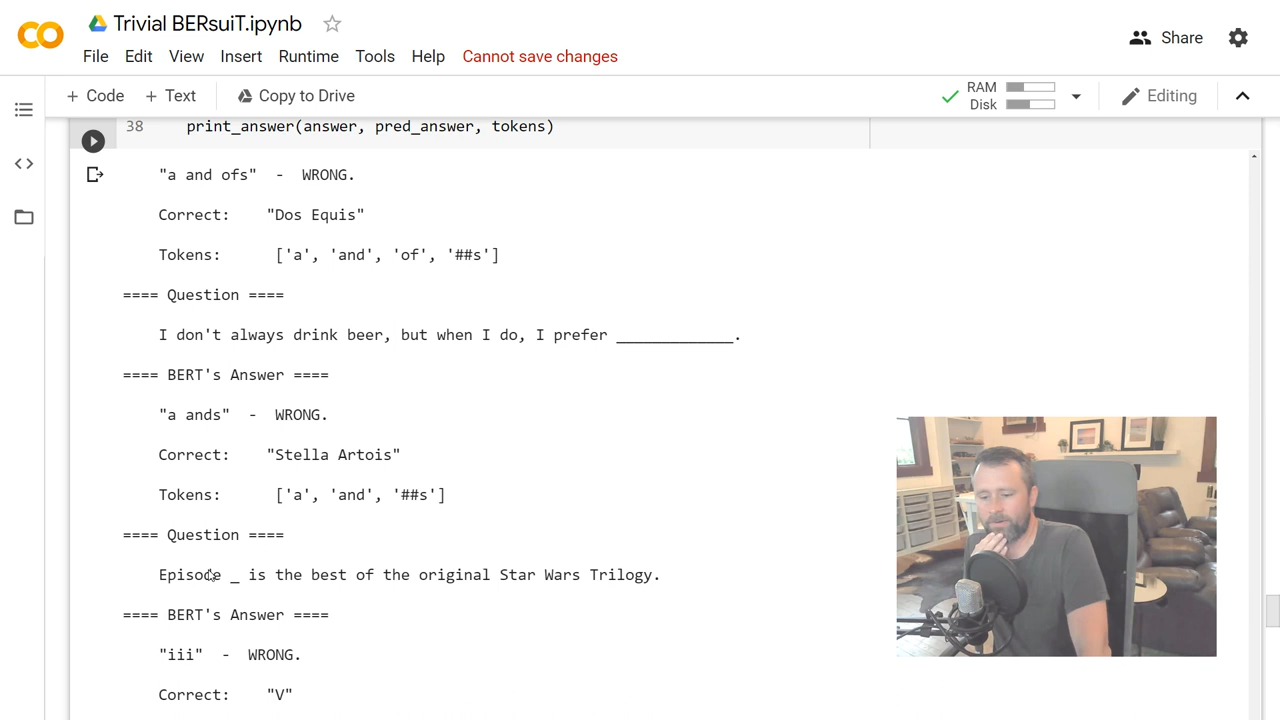 Trivial BERsuiT.ipynb
File Edit View Insert Runtime Tools Help Cannot save changes
Share
+ Code + Text Copy to Drive
RAM
Disk
Editing
38 print_answer(answer, pred_answer, tokens)
"a and ofs" - WRONG.
Correct: "Dos Equis"
Tokens: ['a', 'and', 'of', '##s']
==== Question ====
I don't always drink beer, but when I do, I prefer _____________.
==== BERT's Answer ====
"a ands" - WRONG.
Correct: "Stella Artois"
Tokens: ['a', 'and', '##s']
==== Question ====
Episode _ is the best of the original Star Wars Trilogy.
==== BERT's Answer ====
"iii" - WRONG.
Correct: "V"